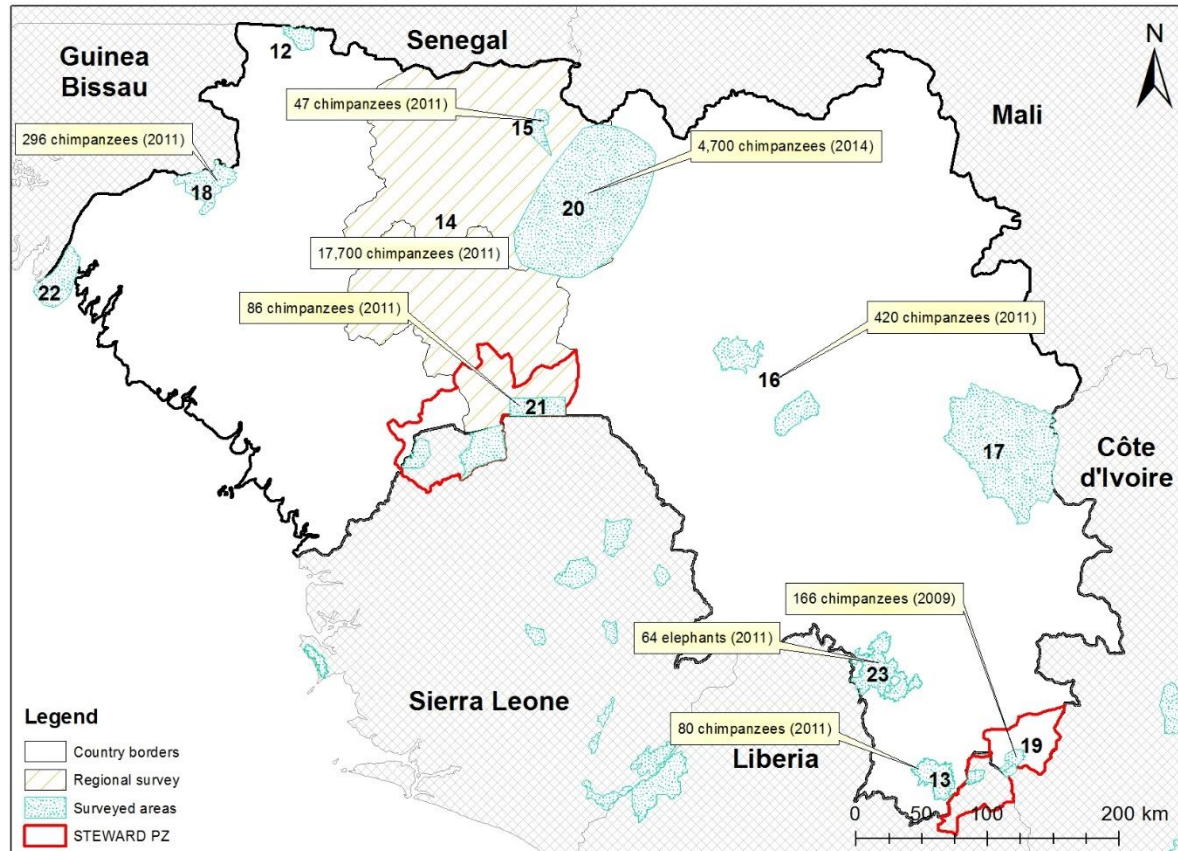 Senegal
N
Guinea
Bissau
12
Mali
47 chimpanzees (2011)
15
296 chimpanzees (2011)
4,700 chimpanzees (2014)
18
20
14
17,700 chimpanzees (2011)
22
86 chimpanzees (2011)
420 chimpanzees (2011)
16
21
17
Côte
d'Ivoire
166 chimpanzees (2009)
64 elephants (2011)
23
Sierra Leone
80 chimpanzees (2011)
19
Liberia
13
0 50 100 200 km
Legend
Country borders
Regional survey
Surveyed areas
STEWARD PZ